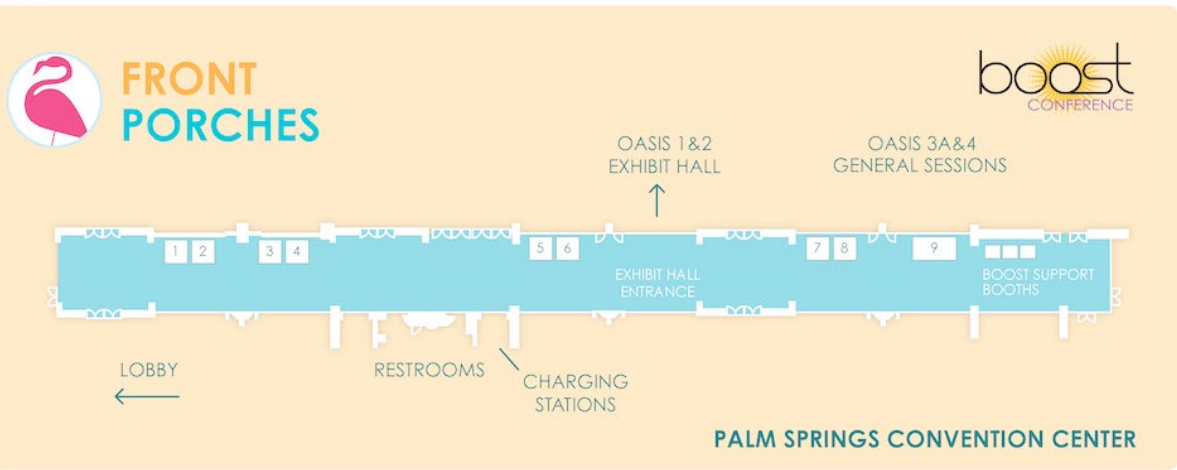 FRONT
PORCHES
boost
CONFERENCE
OASIS 1&2
EXHIBIT HALL
OASIS 3A&4
GENERAL SESSIONS
1 2 3 4 5 6 7 8 9
EXHIBIT HALL
ENTRANCE
BOOST SUPPORT
BOOTHS
LOBBY
RESTROOMS
CHARGING
STATIONS
PALM SPRINGS CONVENTION CENTER